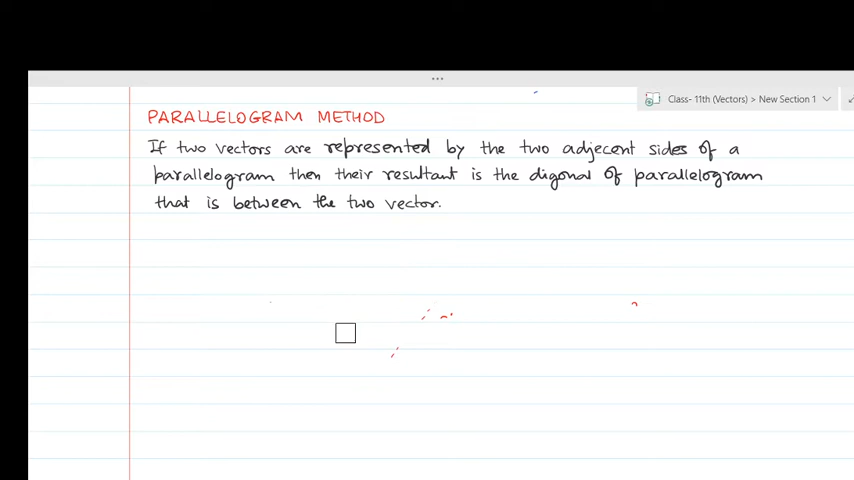 Class- 11th (Vectors) > New Section 1
PARALLELOGRAM METHOD
If two vectors are represented by the two adjecent sides of a
parallelogram then their resultant is the digonal of parallelogram
that is between the two vector.